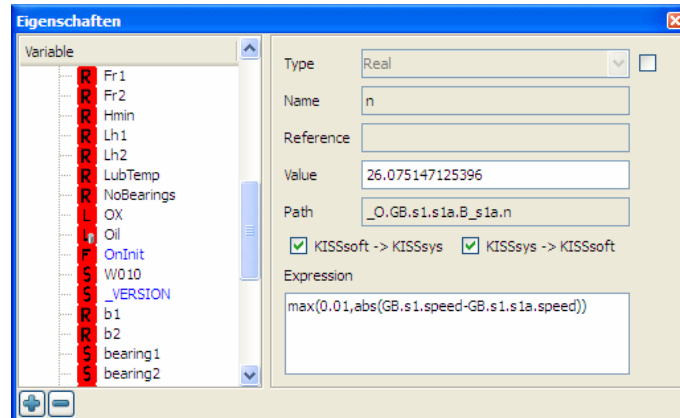 Eigenschaften
Variable
R Fr1
R Fr2
R Hmin
R Lh1
R Lh2
R LubTemp
R NoBearings
L OX
L Oil
F OnInit
S W010
S _VERSION
R b1
R b2
S bearing1
S bearing2
Type Real
Name n
Reference
Value 26.075147125396
Path _O.GB.s1.s1a.B_s1a.n
KISSsoft -> KISSsys KISSsys -> KISSsoft
Expression
max(0.01,abs(GB.s1.speed-GB.s1.s1a.speed))